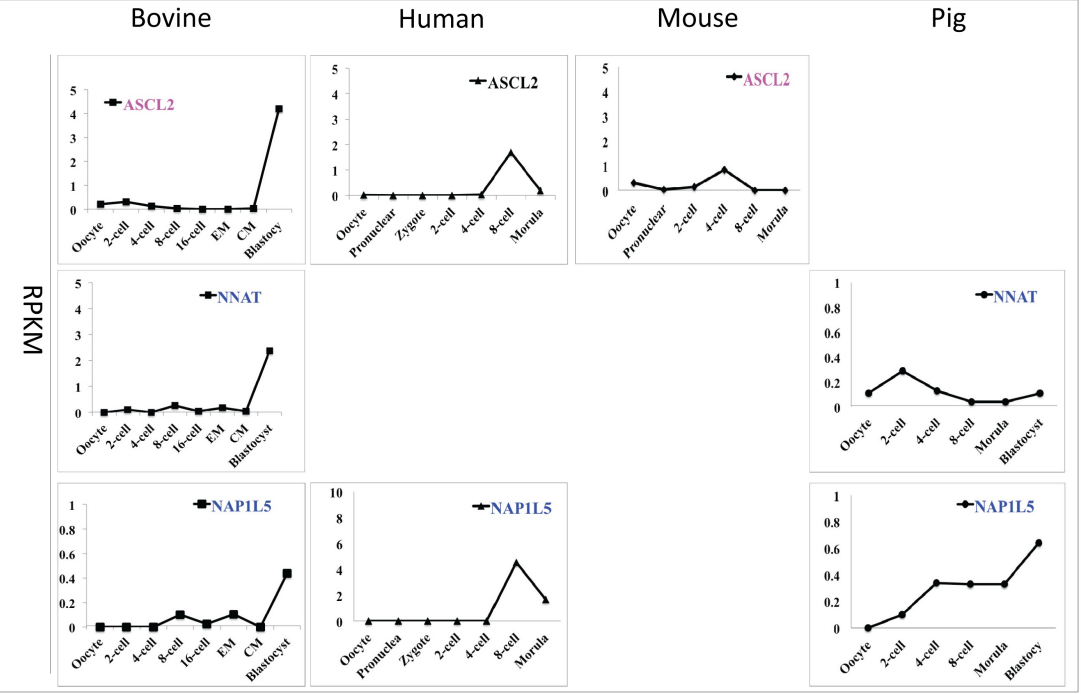 Bovine
Human
Mouse
Pig
RPKM
ASCL2
5
4
3
2
1
0
Oocyte
2-cell
4-cell
8-cell
16-cell
EM
CM
Blastocy
ASCL2
5
4
3
2
1
0
Oocyte
Pronuclear
Zygote
2-cell
4-cell
8-cell
Morula
ASCL2
5
4
3
2
1
0
Oocyte
Pronuclear
2-cell
4-cell
8-cell
Morula
NNAT
5
4
3
2
1
0
Oocyte
2-cell
4-cell
8-cell
16-cell
EM
CM
Blastocyst
NNAT
1
0.8
0.6
0.4
0.2
0
Oocyte
2-cell
4-cell
8-cell
Morula
Blastocyst
NAP1L5
1
0.8
0.6
0.4
0.2
0
Oocyte
2-cell
4-cell
8-cell
16-cell
EM
CM
Blastocyst
NAP1L5
10
8
6
4
2
0
Oocyte
Pronuclea
Zygote
2-cell
4-cell
8-cell
Morula
NAP1L5
1
0.8
0.6
0.4
0.2
0
Oocyte
2-cell
4-cell
8-cell
Morula
Blastocy